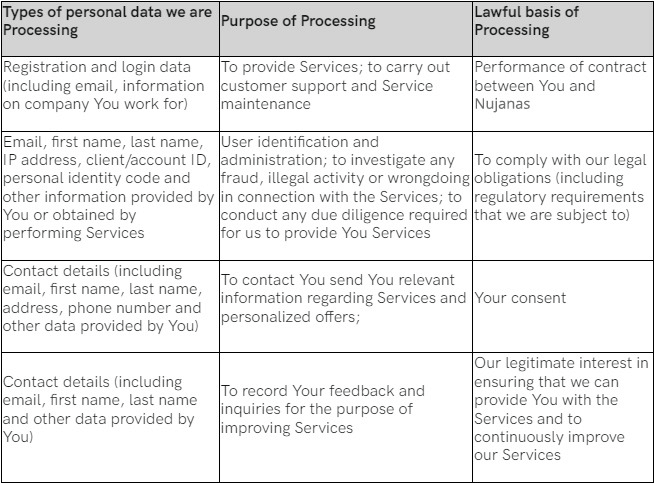 Types of personal data we are
Processing
Purpose of Processing
Lawful basis of
Processing
Registration and login data
(including email, information
on company You work for)
To provide Services; to carry out
customer support and Service
maintenance
Performance of contract
between You and
Nujanas
Email, first name, last name,
IP address, client/account ID,
personal identity code and
other information provided by
You or obtained by
performing Services
User identification and
administration; to investigate any
fraud, illegal activity or wrongdoing
in connection with the Services; to
conduct any due diligence required
for us to provide You Services
To comply with our legal
obligations (including
regulatory requirements
that we are subject to)
Contact details (including
email, first name, last name,
address, phone number and
other data provided by You)
To contact You send You relevant
information regarding Services and
personalized offers;
Your consent
Contact details (including
email, first name, last name
and other data provided by
You)
To record Your feedback and
inquiries for the purpose of
improving Services
Our legitimate interest in
ensuring that we can
provide You with the
Services and to
continuously improve
our Services